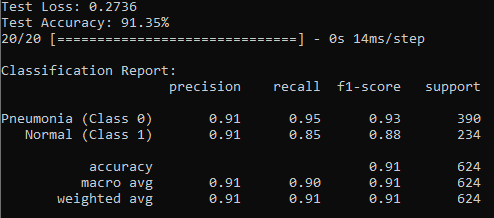 Test Loss: 0.2736
Test Accuracy: 91.35%
20/20 [==============================] - 0s 14ms/step
Classification Report:
precision recall f1-score support
Pneumonia (Class 0) 0.91 0.95 0.93 390
Normal (Class 1) 0.91 0.85 0.88 234
accuracy 0.91 624
macro avg 0.91 0.90 0.91 624
weighted avg 0.91 0.91 0.91 624